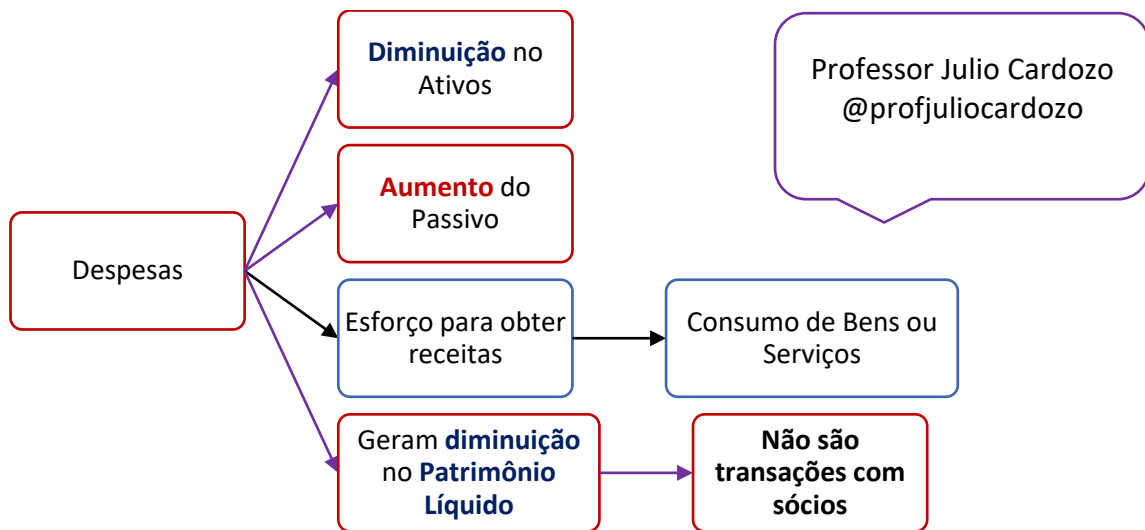 Diminuição no
Ativos
Professor Julio Cardozo
@profjuliocardozo
Aumento do
Passivo
Despesas
Esforço para obter
receitas
Consumo de Bens ou
Serviços
Geram diminuição
no Patrimônio
Líquido
Não são
transações com
sócios